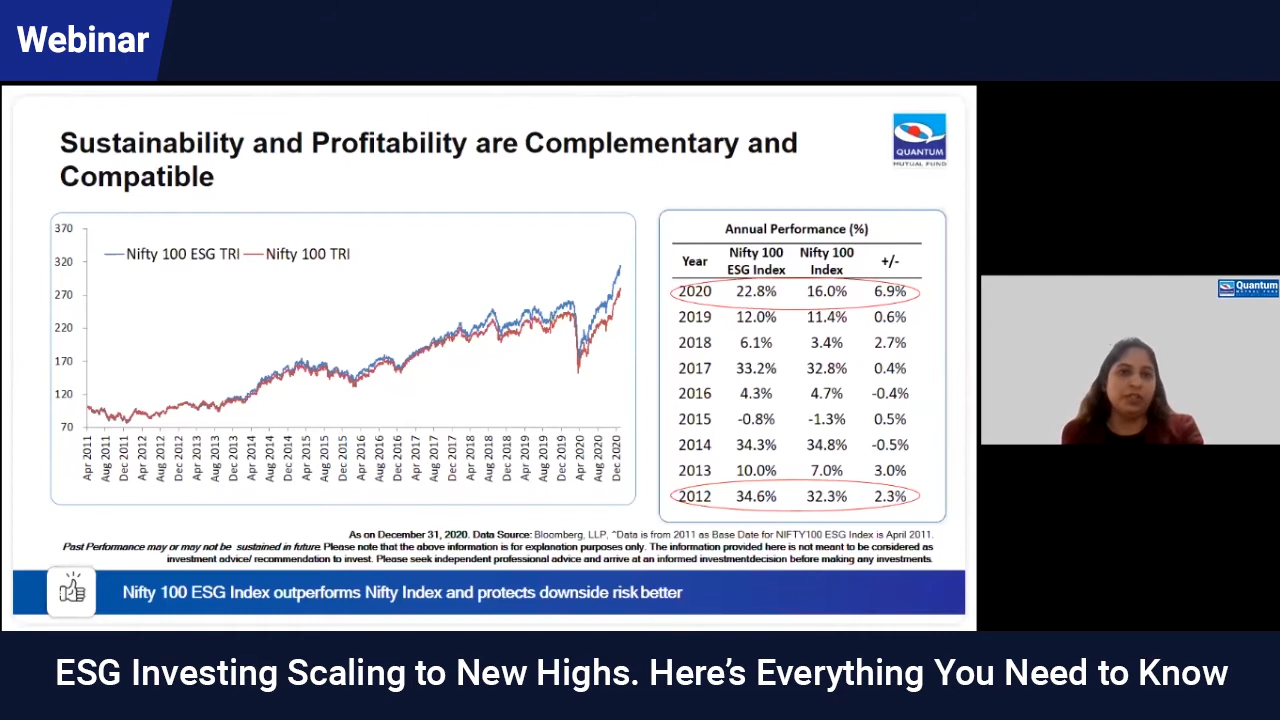 Webinar
Sustainability and Profitability are Complementary and
Compatible
QUANTUM
MUTUAL FUND
370
320
270
220
170
120
70
Nifty 100 ESG TRI
Nifty 100 TRI
Apr 2011
Aug 2011
Dec 2011
Apr 2012
Aug 2012
Dec 2012
Apr 2013
Aug 2013
Dec 2013
Apr 2014
Aug 2014
Dec 2014
Apr 2015
Aug 2015
Dec 2015
Apr 2016
Aug 2016
Dec 2016
Apr 2017
Aug 2017
Dec 2017
Apr 2018
Aug 2018
Dec 2018
Apr 2019
Aug 2019
Dec 2019
Apr 2020
Aug 2020
Dec 2020
Annual Performance (%)
Year Nifty 100 ESG Index Nifty 100 Index +/-
2020 22.8% 16.0% 6.9%
2019 12.0% 11.4% 0.6%
2018 6.1% 3.4% 2.7%
2017 33.2% 32.8% 0.4%
2016 4.3% 4.7% -0.4%
2015 -0.8% -1.3% 0.5%
2014 34.3% 34.8% -0.5%
2013 10.0% 7.0% 3.0%
2012 34.6% 32.3% 2.3%
As on December 31, 2020. Data Source: Bloomberg, LLP, ^Data is from 2011 as Base Date for NIFTY100 ESG Index is April 2011.
Past Performance may or may not be sustained in future. Please note that the above information is for explanation purposes only. The information provided here is not meant to be considered as
investment advice/ recommendation to invest. Please seek independent professional advice and arrive at an informed investmentdecision before making any investments.
Nifty 100 ESG Index outperforms Nifty Index and protects downside risk better
Quantum
MUTUAL FUND
ESG Investing Scaling to New Highs. Here's Everything You Need to Know